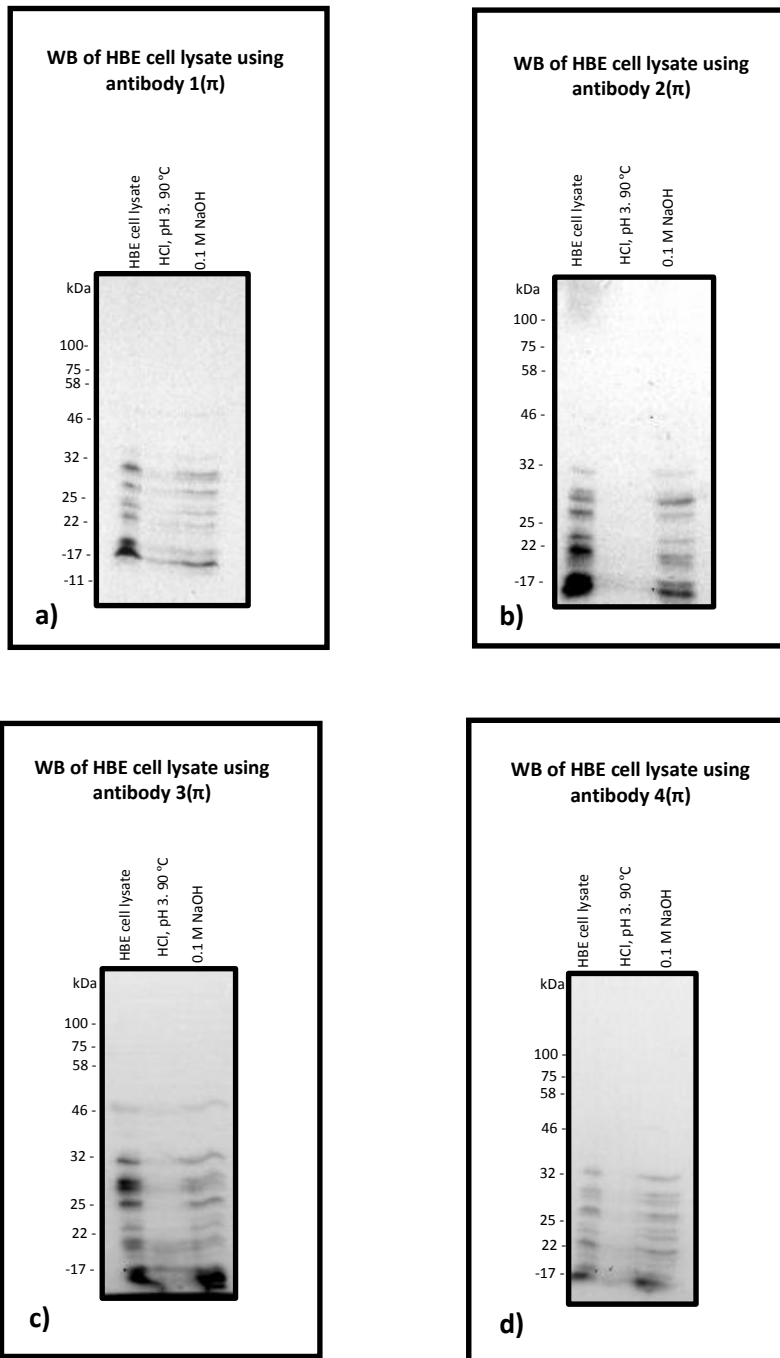 WB of HBE cell lysate using
antibody 1(π)
HBE cell lysate
HCl, pH 3. 90 °C
0.1 M NaOH
kDa
100-
75 -
58 -
46 -
32 -
25 -
22 -
-17 -
-11 -
a)
WB of HBE cell lysate using
antibody 2(π)
HBE cell lysate
HCl, pH 3. 90 °C
0.1 M NaOH
kDa
100 -
75 -
58 -
46 -
32 -
25 -
22 -
-17 -
b)
WB of HBE cell lysate using
antibody 3(π)
HBE cell lysate
HCl, pH 3. 90 °C
0.1 M NaOH
kDa
100 -
75 -
58 -
46 -
32 -
25 -
22 -
-17 -
c)
WB of HBE cell lysate using
antibody 4(π)
HBE cell lysate
HCl, pH 3. 90 °C
0.1 M NaOH
kDa
100 -
75 -
58 -
46 -
32 -
25 -
22 -
-17 -
d)